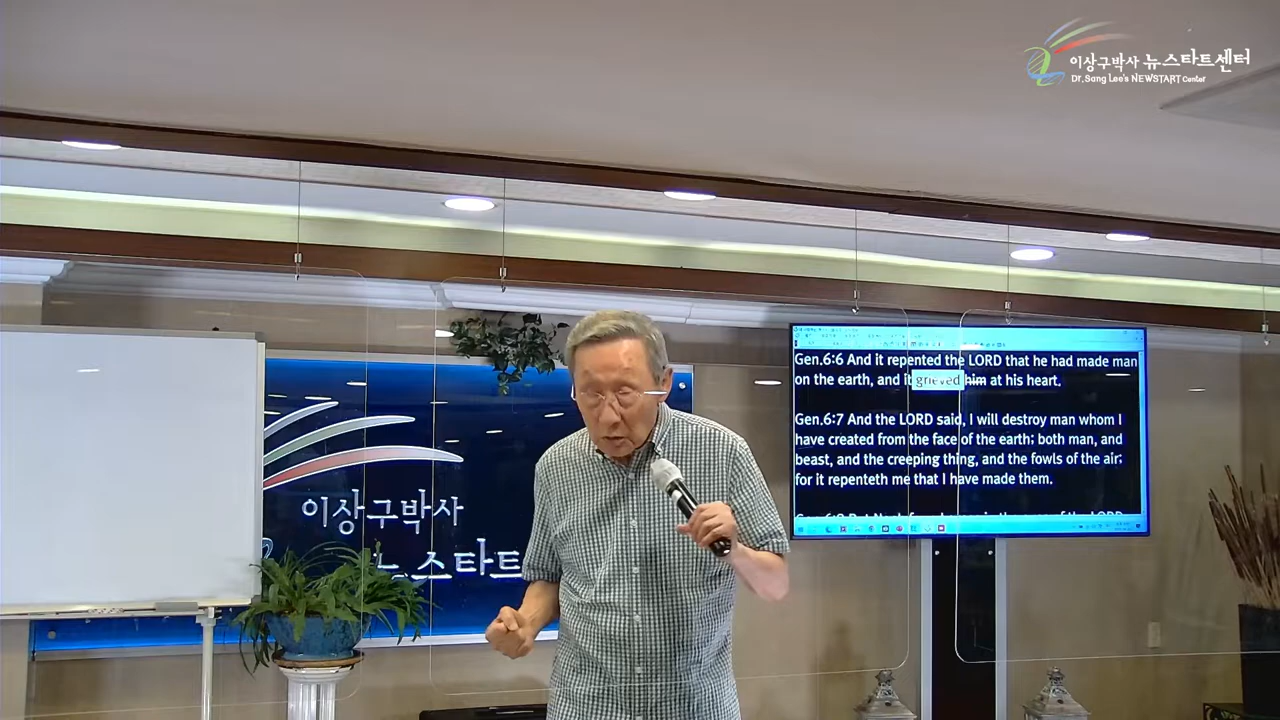 이상구박사 뉴스타트센터
Dr. Sang Lee's NEWSTART Center
Gen.6:6 And it repented the LORD that he had made man
on the earth, and it grieved him at his heart.
Gen.6:7 And the LORD said, I will destroy man whom I
have created from the face of the earth; both man, and
beast, and the creeping thing, and the fowls of the air;
for it repenteth me that I have made them.
이상구박사
뉴스타트